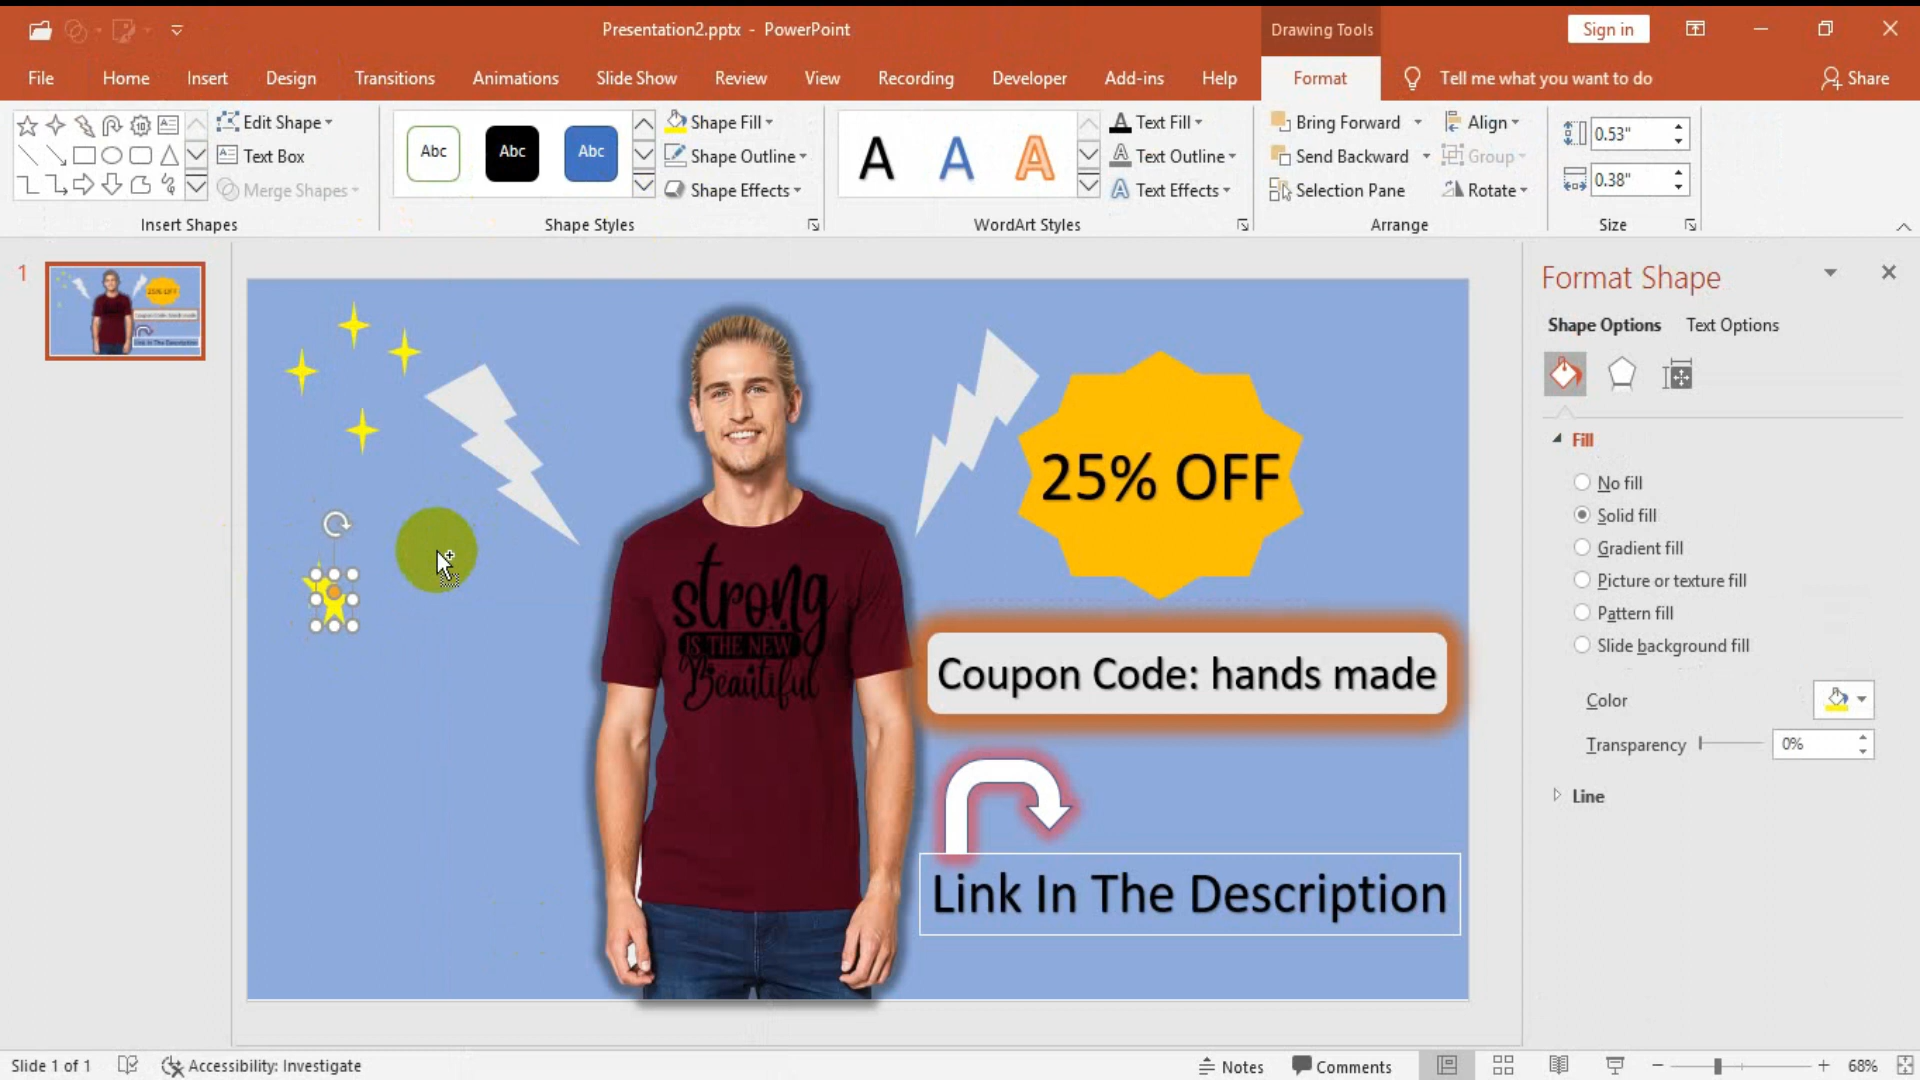 Presentation2.pptx - PowerPoint
Drawing Tools
Sign in
File Home Insert Design Transitions Animations Slide Show Review View Recording Developer Add-ins Help Format Tell me what you want to do Share
Edit Shape
Text Box
Merge Shapes
Insert Shapes
Abc Abc Abc
Shape Fill
Shape Outline
Shape Effects
Shape Styles
A A A
Text Fill
Text Outline
Text Effects
WordArt Styles
Bring Forward
Send Backward
Selection Pane
Align
Group
Rotate
Arrange
0.53"
0.38"
Size
1
25% OFF
Coupon Code: hands made
Link In The Description
strong
IS THE NEW
Beautiful
Format Shape
Shape Options Text Options
Fill
No fill
Solid fill
Gradient fill
Picture or texture fill
Pattern fill
Slide background fill
Color
Transparency 0%
Line
Slide 1 of 1 Accessibility: Investigate Notes Comments 68%